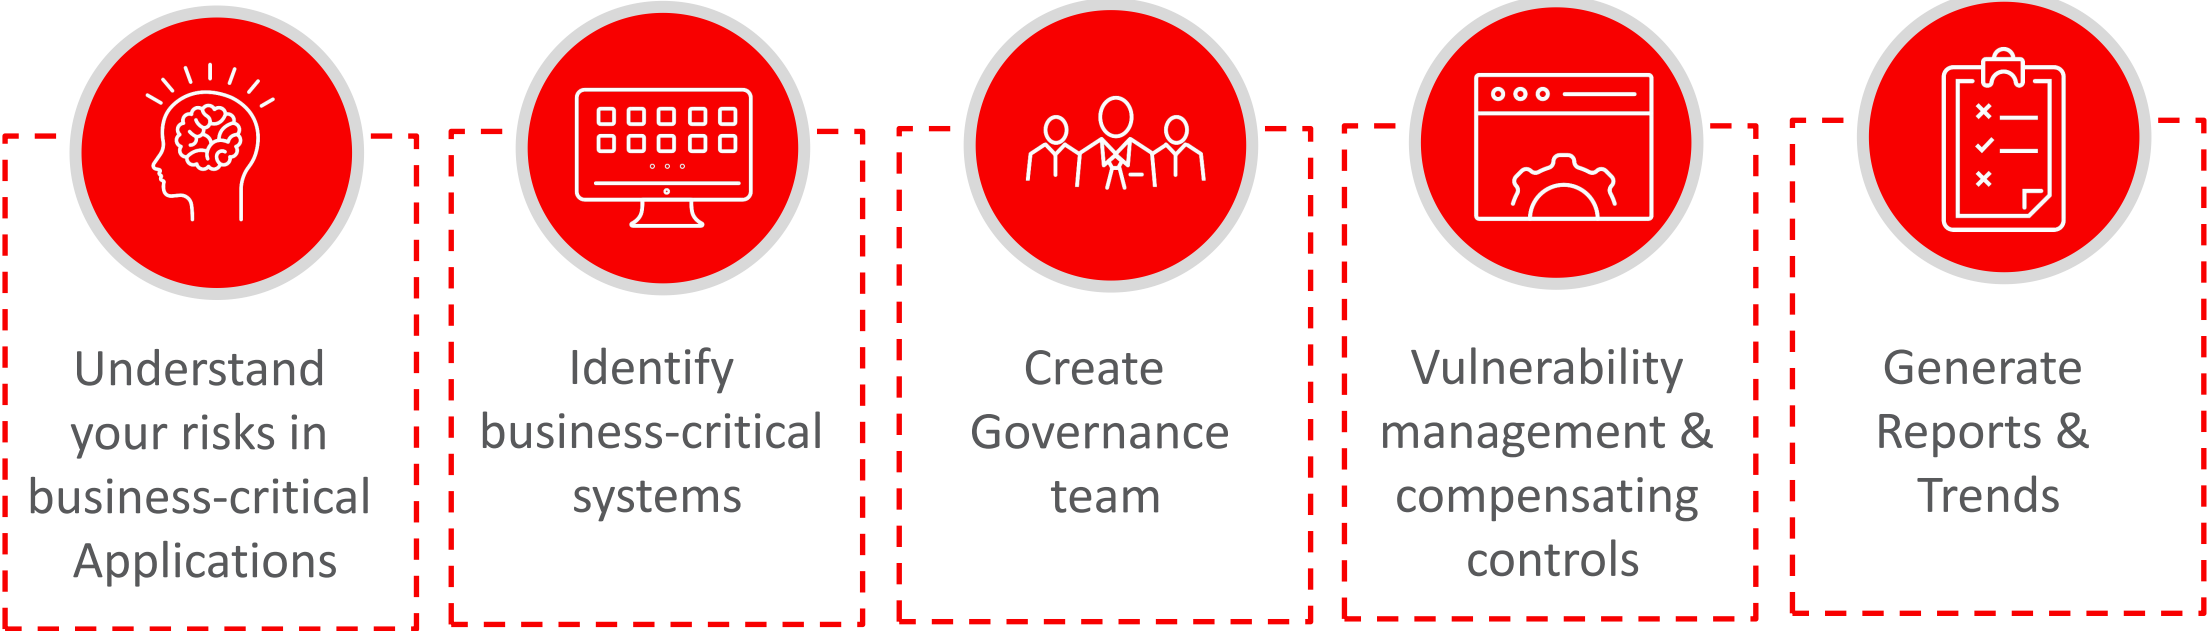 Understand
your risks in
business-critical
Applications
Identify
business-critical
systems
Create
Governance
team
Vulnerability
management &
compensating
controls
Generate
Reports &
Trends